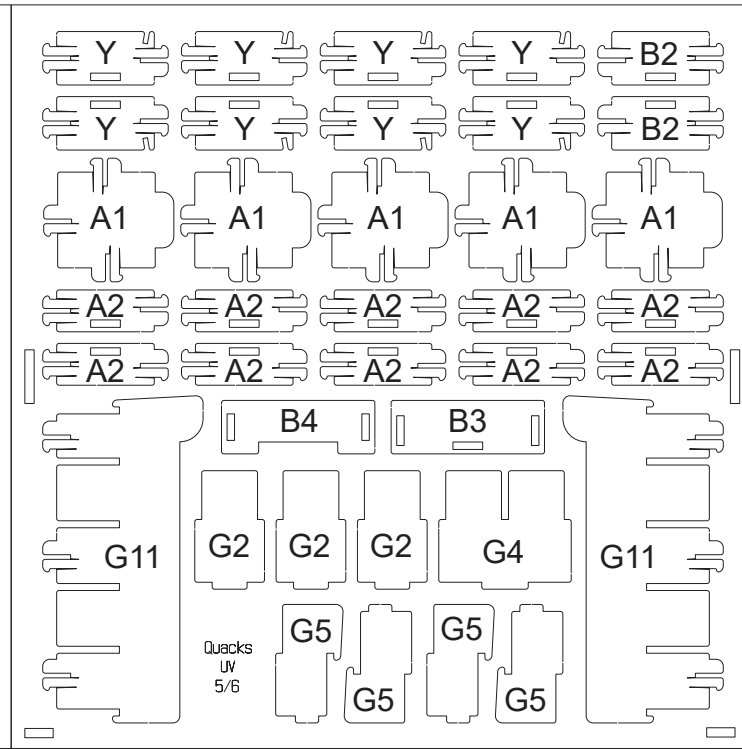 Y Y Y Y B2
Y Y Y Y B2
A1 A1 A1 A1 A1
A2 A2 A2 A2 A2
A2 A2 A2 A2 A2
B4 B3
G11 G2 G2 G2 G4 G11
G5 G5
G5 G5
Quacks
UV
5/6